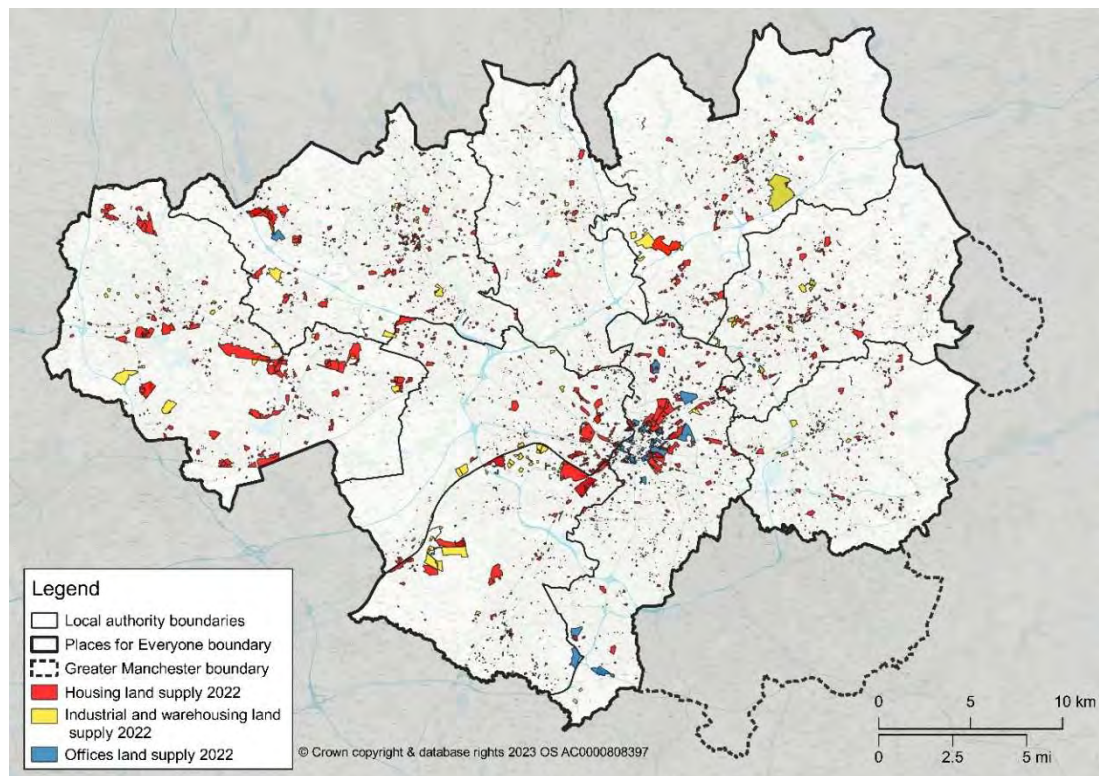 Legend
Local authority boundaries
Places for Everyone boundary
Greater Manchester boundary
Housing land supply 2022
Industrial and warehousing land
supply 2022
Offices land supply 2022
© Crown copyright & database rights 2023 OS AC0000808397
0 5 10 km
0 2.5 5 mi